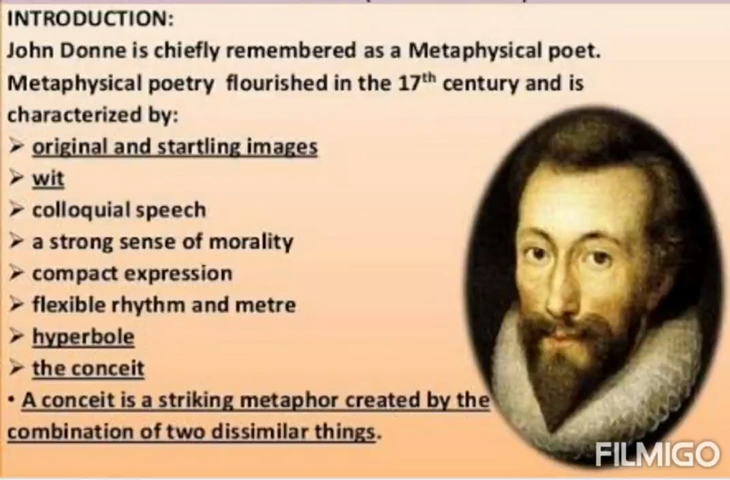 INTRODUCTION:
John Donne is chiefly remembered as a Metaphysical poet.
Metaphysical poetry flourished in the 17th century and is
characterized by:
➢ original and startling images
➢ wit
➢ colloquial speech
➢ a strong sense of morality
➢ compact expression
➢ flexible rhythm and metre
➢ hyperbole
➢ the conceit
• A conceit is a striking metaphor created by the
combination of two dissimilar things.
FILMIGO